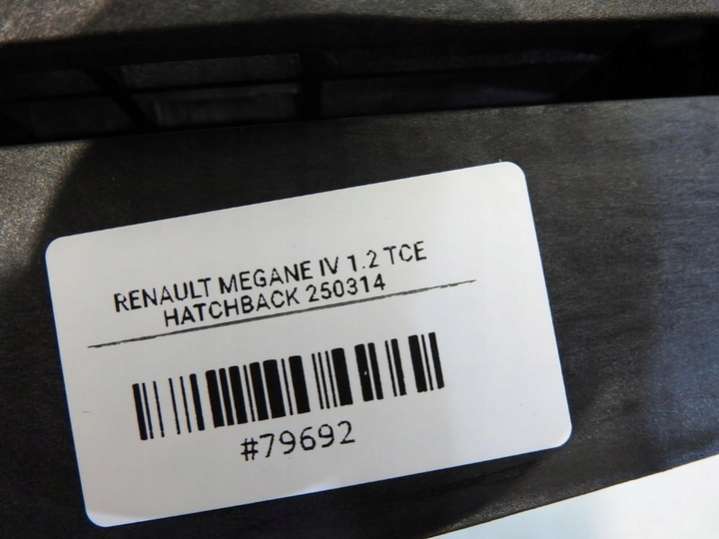 RENAULT MEGANE IV 1.2 TCE
HATCHBACK 250314
#79692